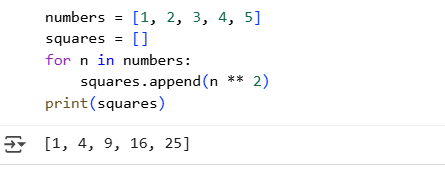 numbers = [1, 2, 3, 4, 5]
squares = []
for n in numbers:
    squares.append(n ** 2)
print(squares)
[1, 4, 9, 16, 25]